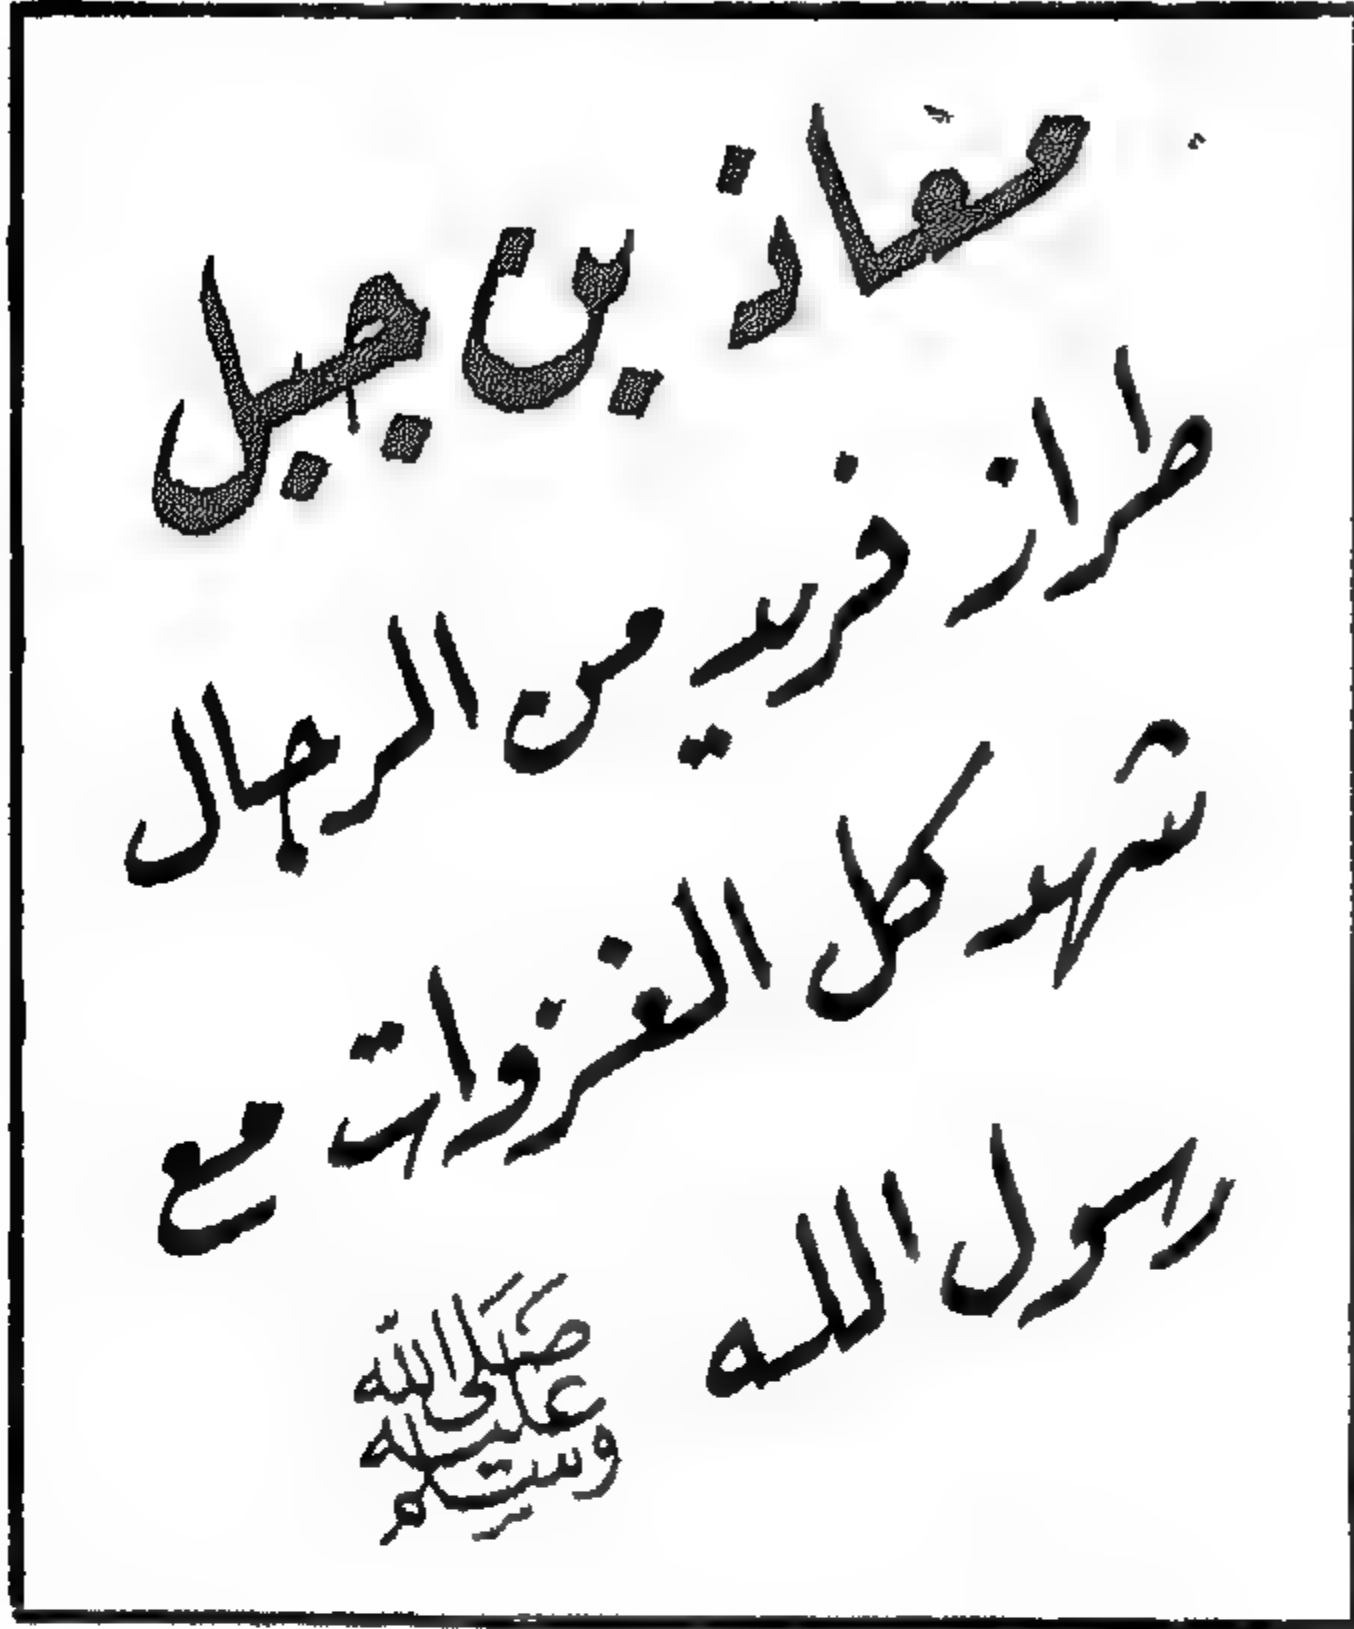 معاذ بن جبل
طراز فريد من الرجال
شهد كل الغزوات مع
رسول الله
صلى الله عليه وسلم